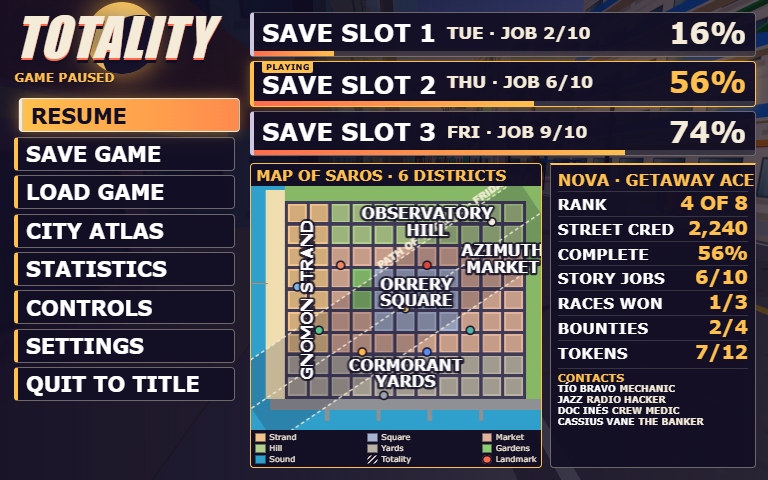 TOTALITY
GAME PAUSED
RESUME
SAVE GAME
LOAD GAME
CITY ATLAS
STATISTICS
CONTROLS
SETTINGS
QUIT TO TITLE
SAVE SLOT 1 TUE · JOB 2/10 16%
PLAYING
SAVE SLOT 2 THU · JOB 6/10 56%
SAVE SLOT 3 FRI · JOB 9/10 74%
MAP OF SAROS · 6 DISTRICTS
OBSERVATORY
HILL
GNOMON STRAND
AZIMUTH
MARKET
ORRERY
SQUARE
CORMORANT
YARDS
Strand Square Market
Hill Yards Gardens
Sound Totality Landmark
NOVA · GETAWAY ACE
RANK 4 OF 8
STREET CRED 2,240
COMPLETE 56%
STORY JOBS 6/10
RACES WON 1/3
BOUNTIES 2/4
TOKENS 7/12
CONTACTS
TÍO BRAVO MECHANIC
JAZZ RADIO HACKER
DOC INÉS CREW MEDIC
CASSIUS VANE THE BANKER